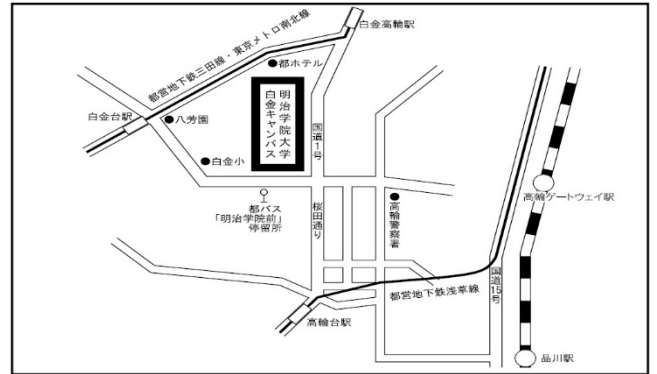 白金高輪駅
都営地下鉄三田線・東京メトロ南北線
都ホテル
白金台駅
八芳園
明治学院大学
白金キャンパス
国道1号
白金小
都バス
「明治学院前」
停留所
桜田通り
高輪警察署
高輪ゲートウェイ駅
都営地下鉄浅草線
国道15号
高輪台駅
品川駅